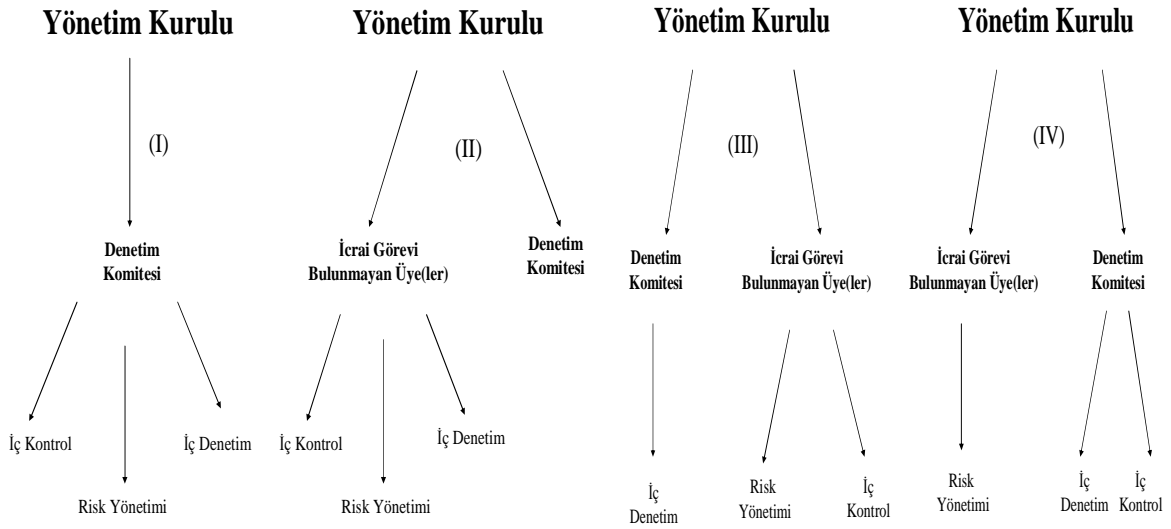 Yönetim Kurulu
(I)
Denetim
Komitesi
İç Kontrol
İç Denetim
Risk Yönetimi
Yönetim Kurulu
(II)
İcrai Görevi
Bulunmayan Üye(ler)
Denetim
Komitesi
İç Kontrol
İç Denetim
Risk Yönetimi
Yönetim Kurulu
(III)
Denetim
Komitesi
İcrai Görevi
Bulunmayan Üye(ler)
İç
Denetim
Risk
Yönetimi
İç
Kontrol
Yönetim Kurulu
(IV)
İcrai Görevi
Bulunmayan Üye(ler)
Denetim
Komitesi
Risk
Yönetimi
İç
Denetim
İç
Kontrol